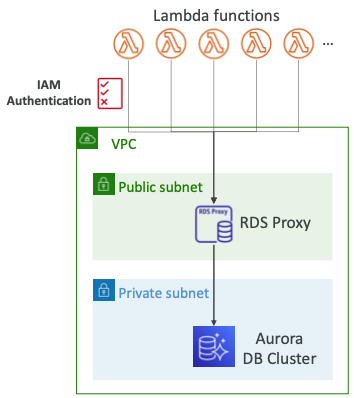 Lambda functions
...
IAM
Authentication
VPC
Public subnet
RDS Proxy
RDS Proxy
Private subnet
Aurora
DB Cluster